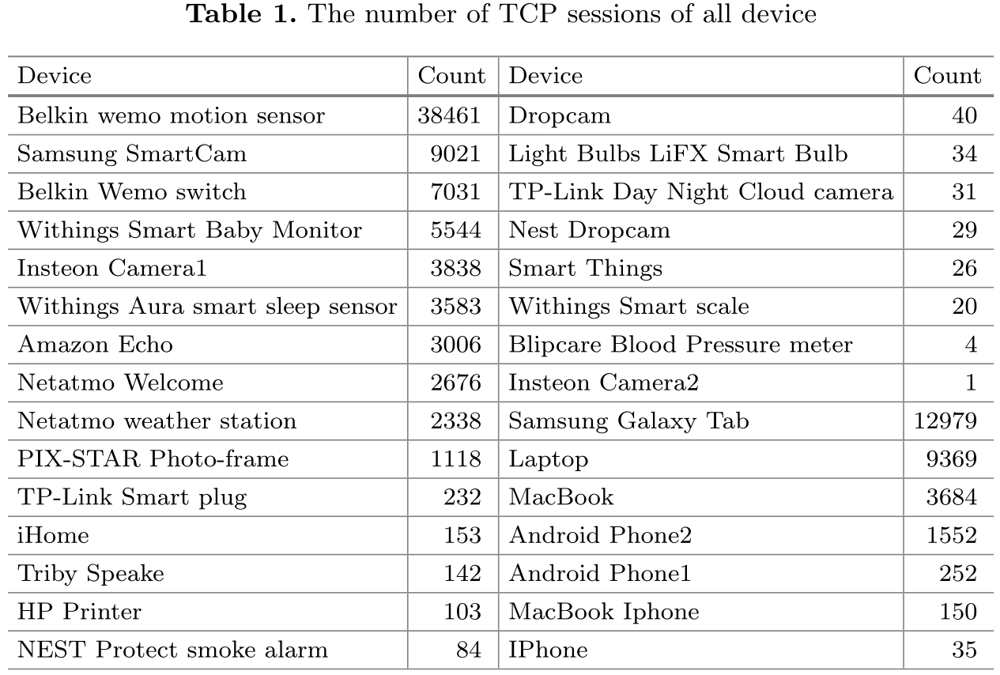 Table 1. The number of TCP sessions of all device
Device Count Device Count
Belkin wemo motion sensor 38461 Dropcam 40
Samsung SmartCam 9021 Light Bulbs LiFX Smart Bulb 34
Belkin Wemo switch 7031 TP-Link Day Night Cloud camera 31
Withings Smart Baby Monitor 5544 Nest Dropcam 29
Insteon Camera1 3838 Smart Things 26
Withings Aura smart sleep sensor 3583 Withings Smart scale 20
Amazon Echo 3006 Blipcare Blood Pressure meter 4
Netatmo Welcome 2676 Insteon Camera2 1
Netatmo weather station 2338 Samsung Galaxy Tab 12979
PIX-STAR Photo-frame 1118 Laptop 9369
TP-Link Smart plug 232 MacBook 3684
iHome 153 Android Phone2 1552
Triby Speake 142 Android Phone1 252
HP Printer 103 MacBook Iphone 150
NEST Protect smoke alarm 84 IPhone 35